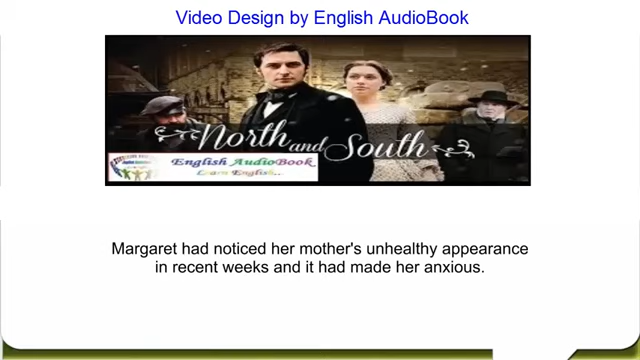 Video Design by English AudioBook
North and South
English AudioBook
Learn English...
Margaret had noticed her mother's unhealthy appearance
in recent weeks and it had made her anxious.